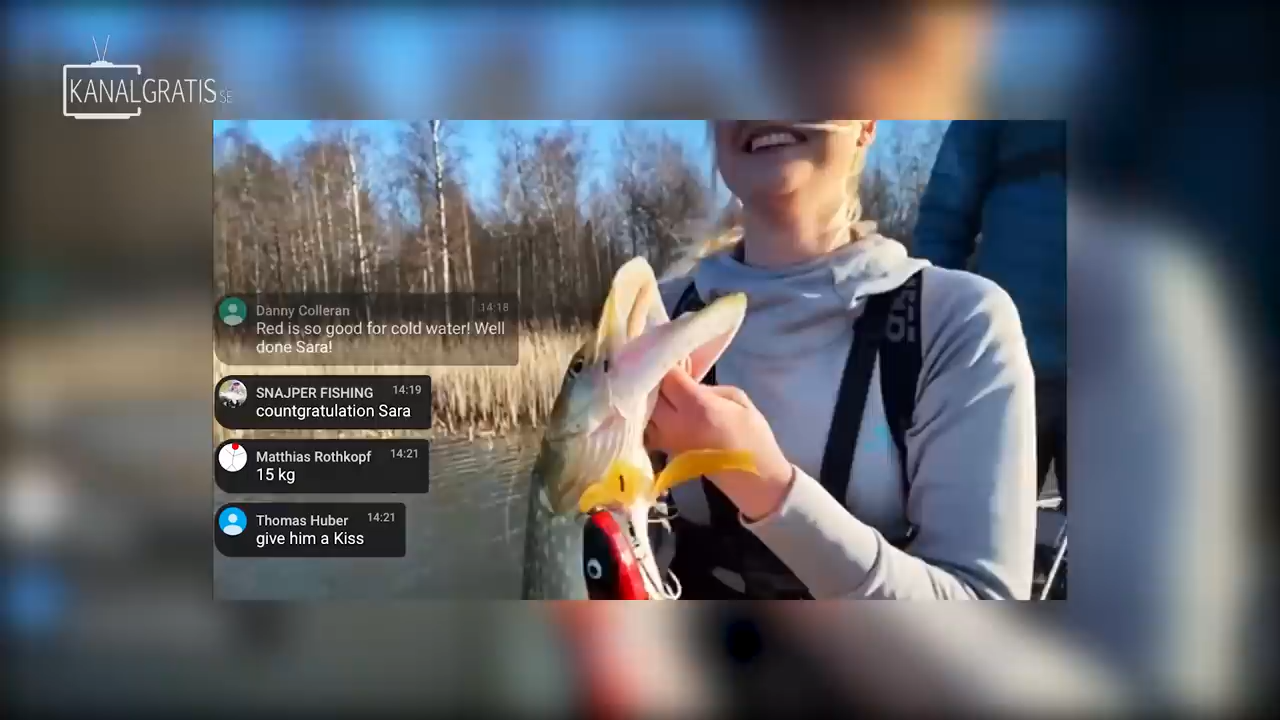 KANALGRATIS.SE
Danny Colleran 14:18
Red is so good for cold water! Well
done Sara!
SNAJPER FISHING 14:19
countgratulation Sara
Matthias Rothkopf 14:21
15 kg
Thomas Huber 14:21
give him a Kiss